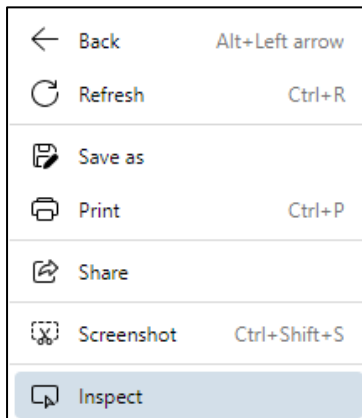 Back Alt+Left arrow
Refresh Ctrl+R
Save as
Print Ctrl+P
Share
Screenshot Ctrl+Shift+S
Inspect